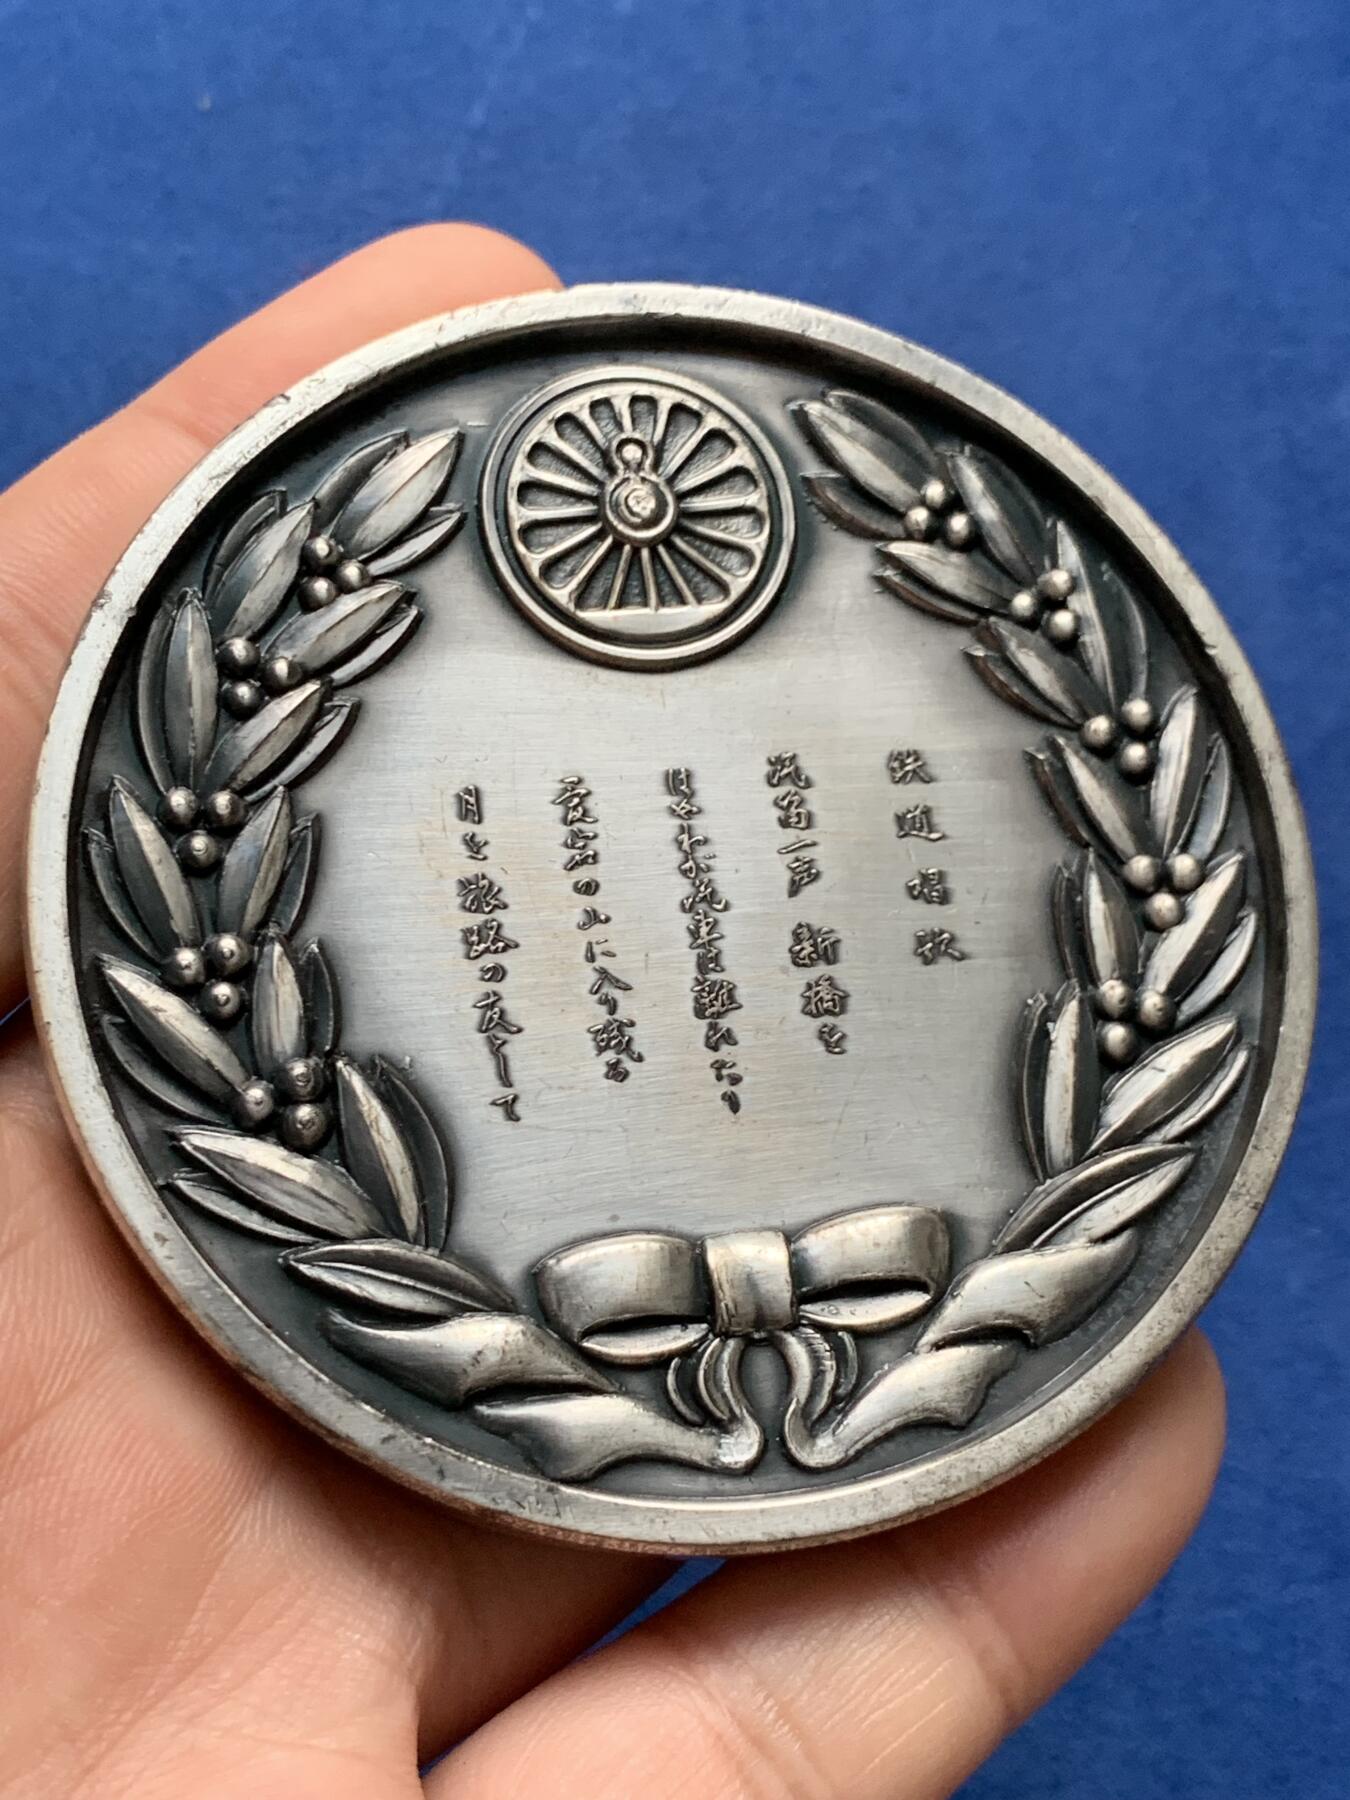 鉄道唱歌
汽笛一声新橋を
はやわが汽車は離れたり
愛宕の山に入り残る
月を旅路の友として